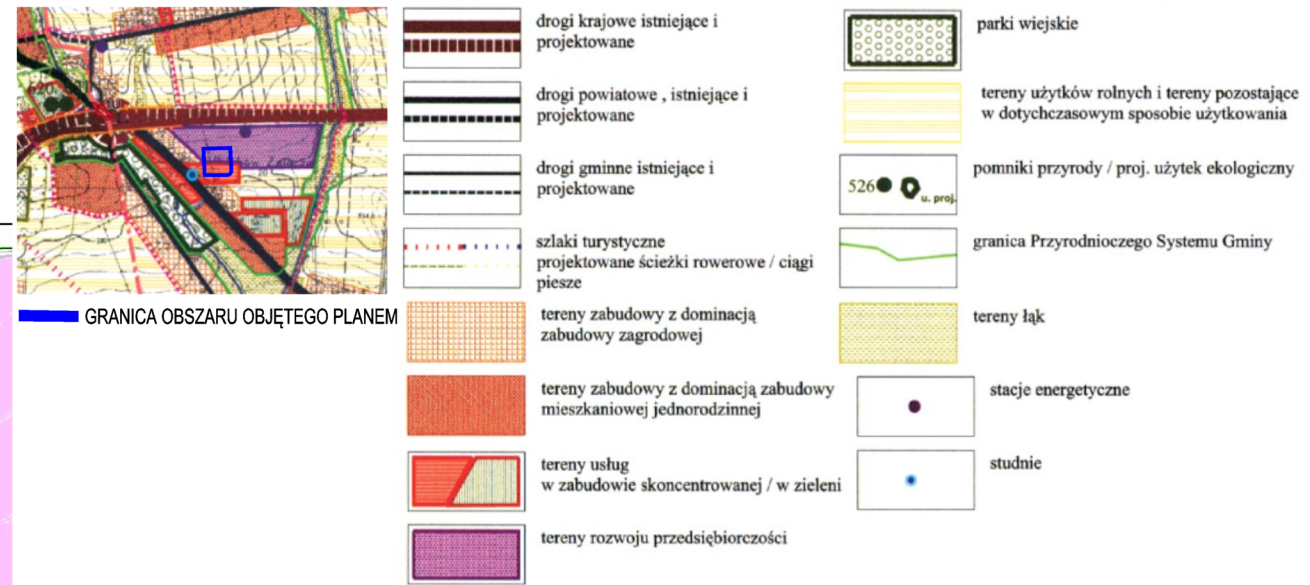 GRANICA OBSZARU OBJĘTEGO PLANEM
drogi krajowe istniejące i
projektowane
drogi powiatowe , istniejące i
projektowane
drogi gminne istniejące i
projektowane
szlaki turystyczne
projektowane ścieżki rowerowe / ciągi
piesze
tereny zabudowy z dominacją
zabudowy zagrodowej
tereny zabudowy z dominacją zabudowy
mieszkaniowej jednorodzinnej
tereny usług
w zabudowie skoncentrowanej / w zieleni
tereny rozwoju przedsiębiorczości
parki wiejskie
tereny użytków rolnych i tereny pozostające
w dotychczasowym sposobie użytkowania
526
u. proj.
pomniki przyrody / proj. użytek ekologiczny
granica Przyrodnioczego Systemu Gminy
tereny łąk
stacje energetyczne
studnie